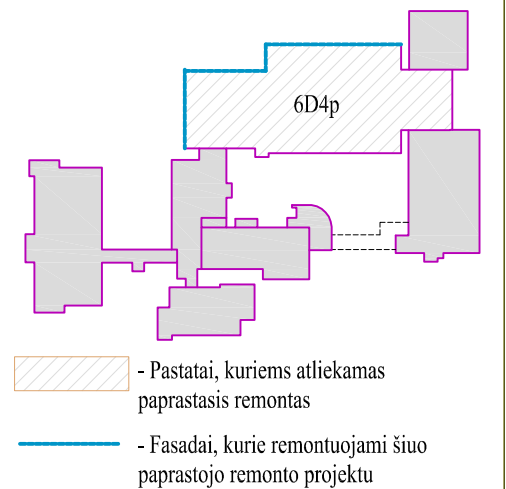 6D4p
- Pastatai, kuriems atliekamas
paprastasis remontas
- Fasadai, kurie remontuojami šiuo
paprastojo remonto projektu